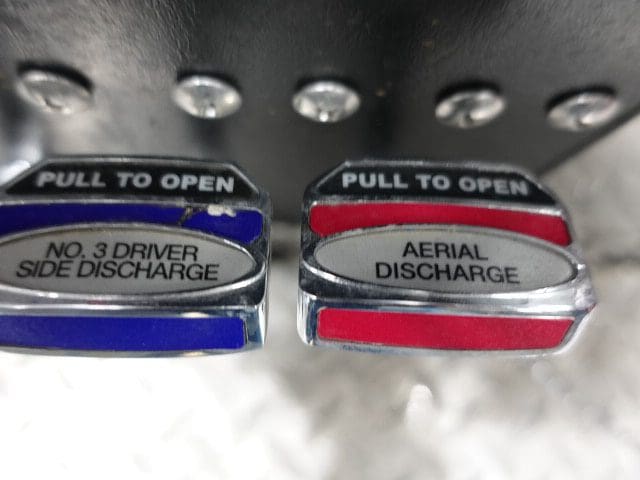 PULL TO OPEN
NO. 3 DRIVER
SIDE DISCHARGE
PULL TO OPEN
AERIAL
DISCHARGE